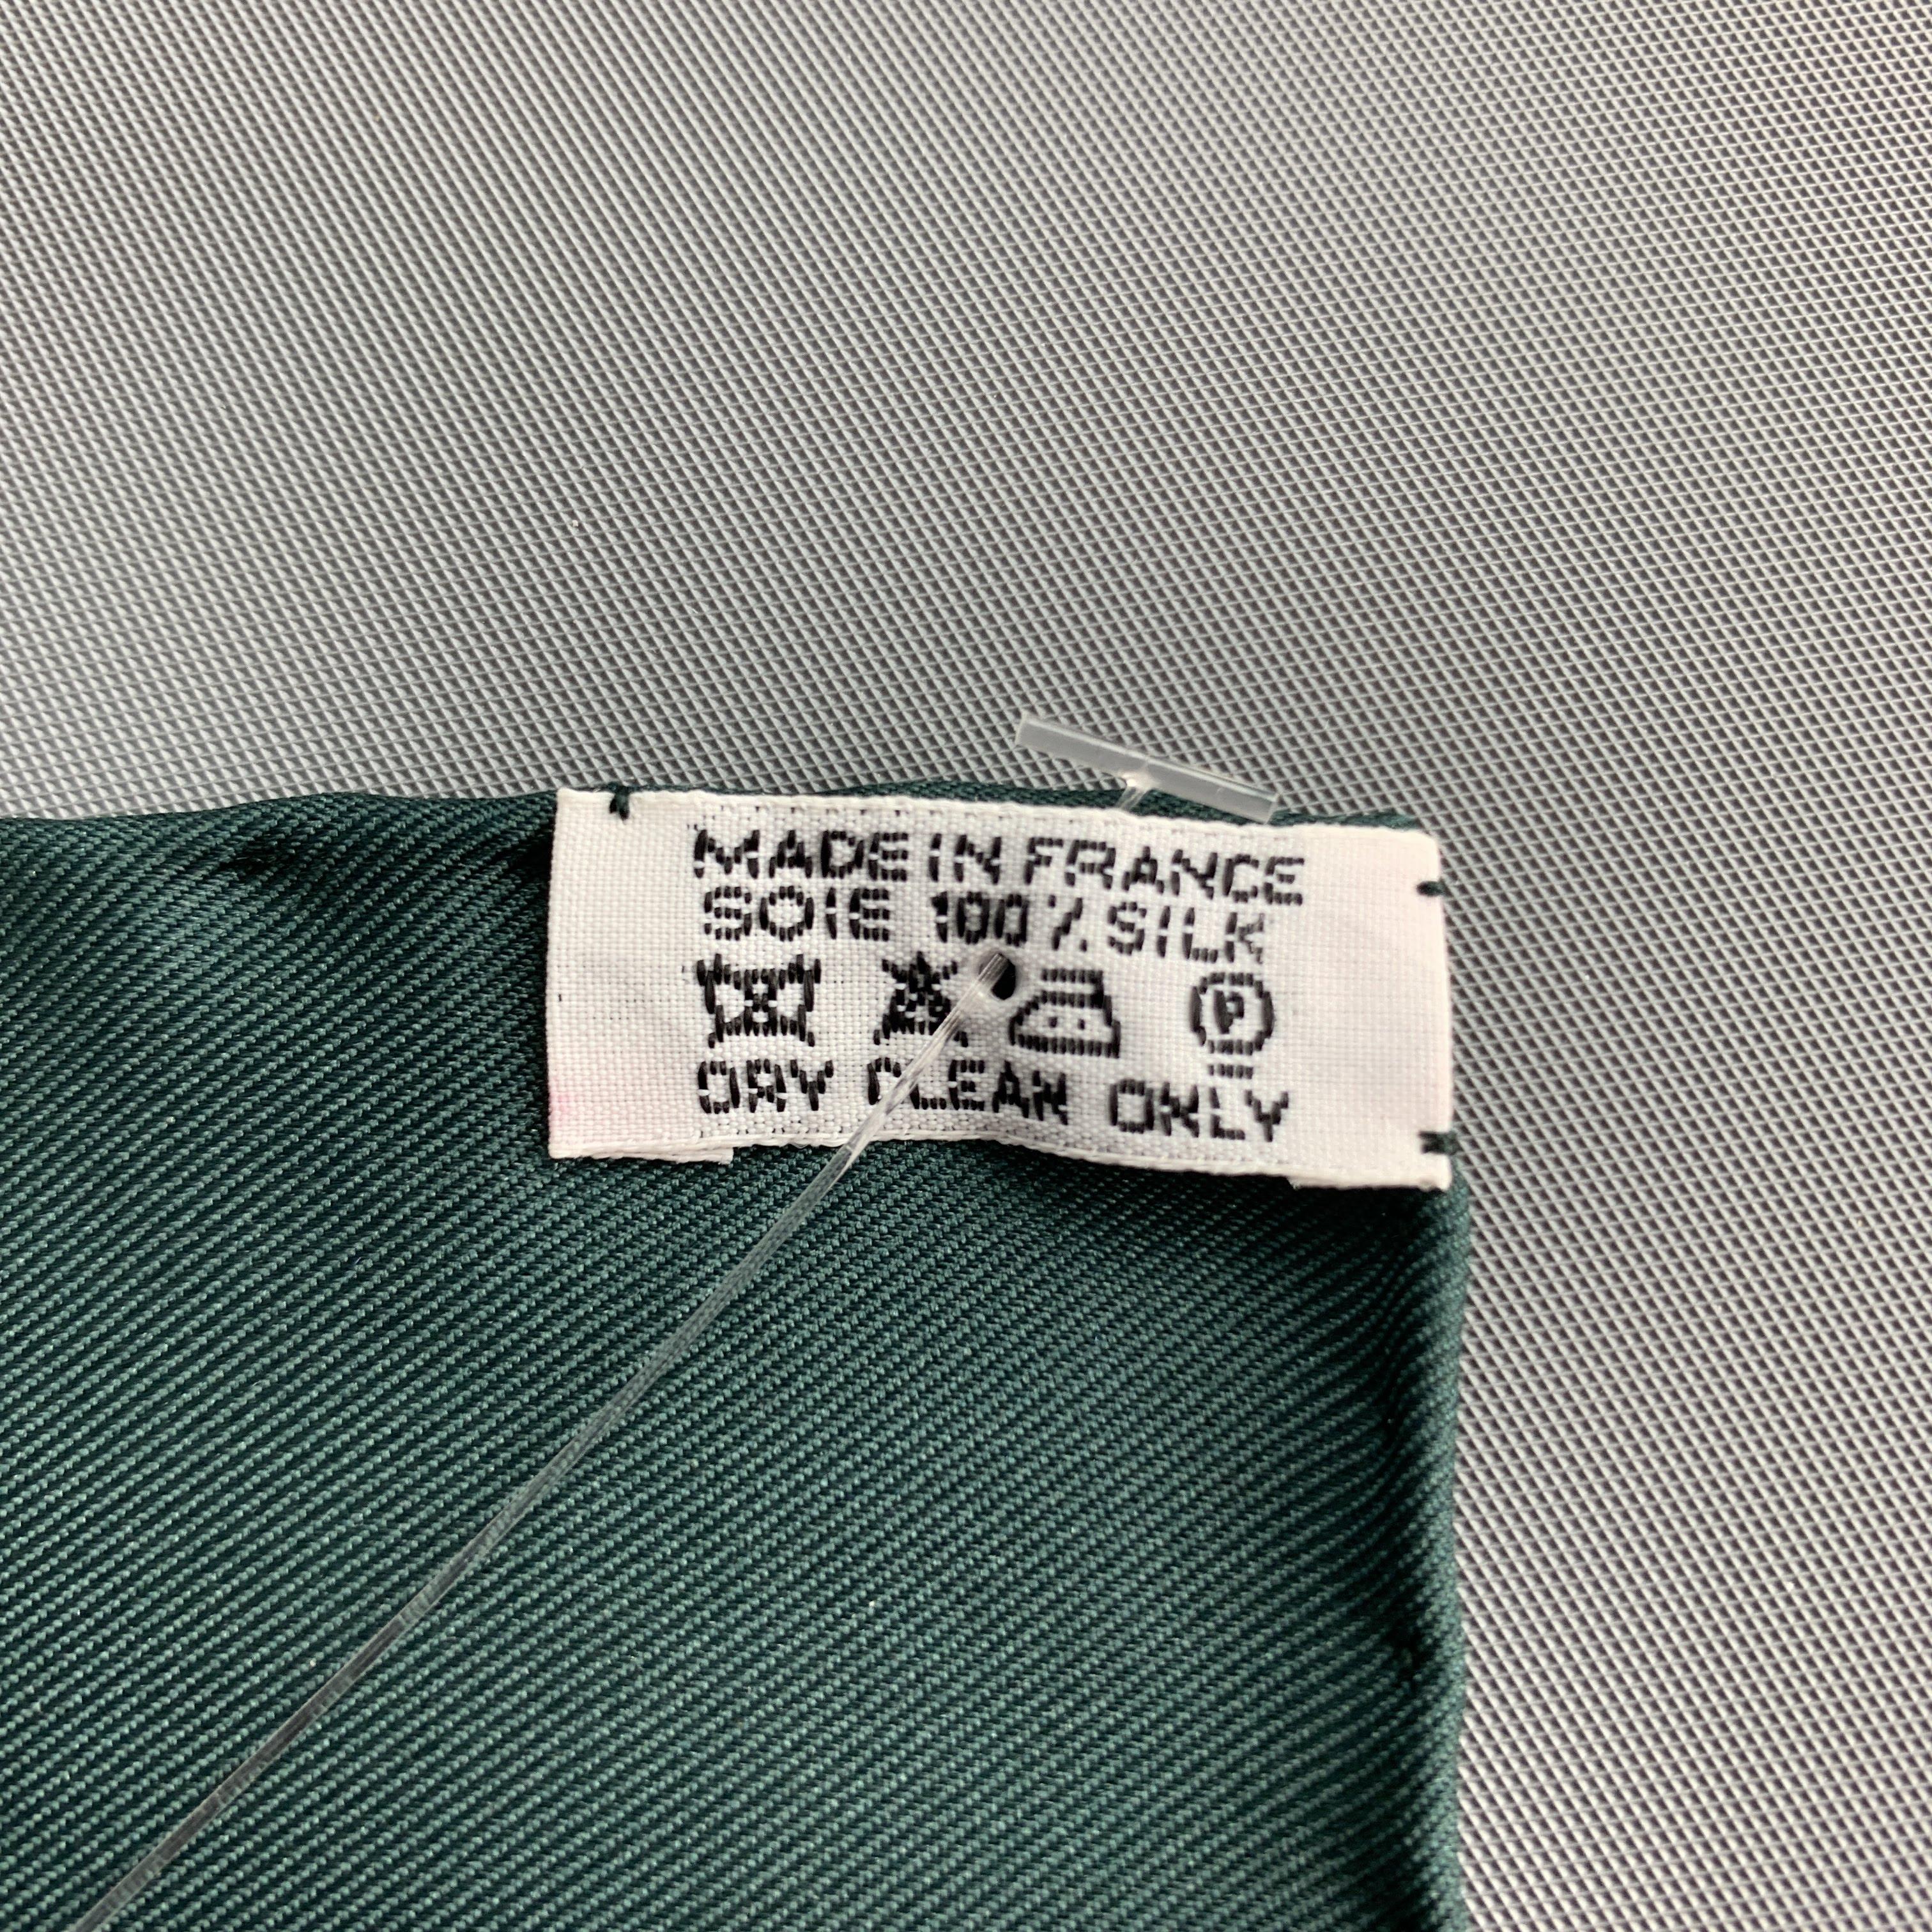 MADE IN FRANCE
SOIE 100% SILK
P
DRY CLEAN ONLY